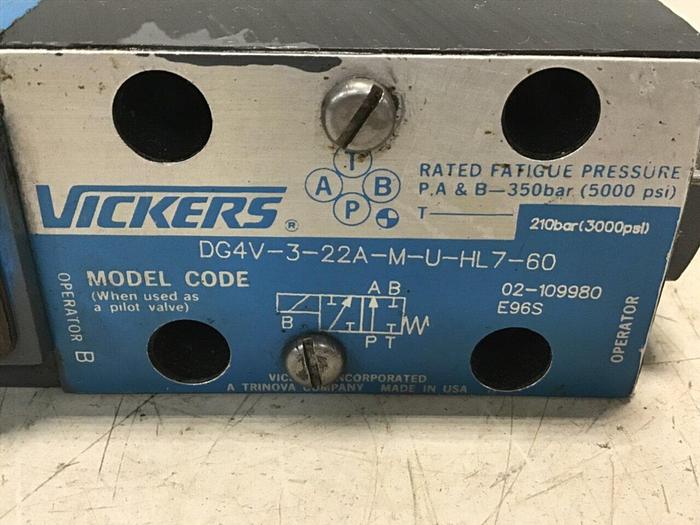 T
A B
P
VICKERS®
RATED FATIGUE PRESSURE
P,A & B—350bar (5000 psi)
T
210bar(3000psi)
DG4V-3-22A-M-U-HL7-60
MODEL CODE
(When used as
a pilot valve)
02-109980
E96S
OPERATOR B
OPERATOR
A B
B
P T
INCORPORATED
A TRINOVA COMPANY MADE IN USA